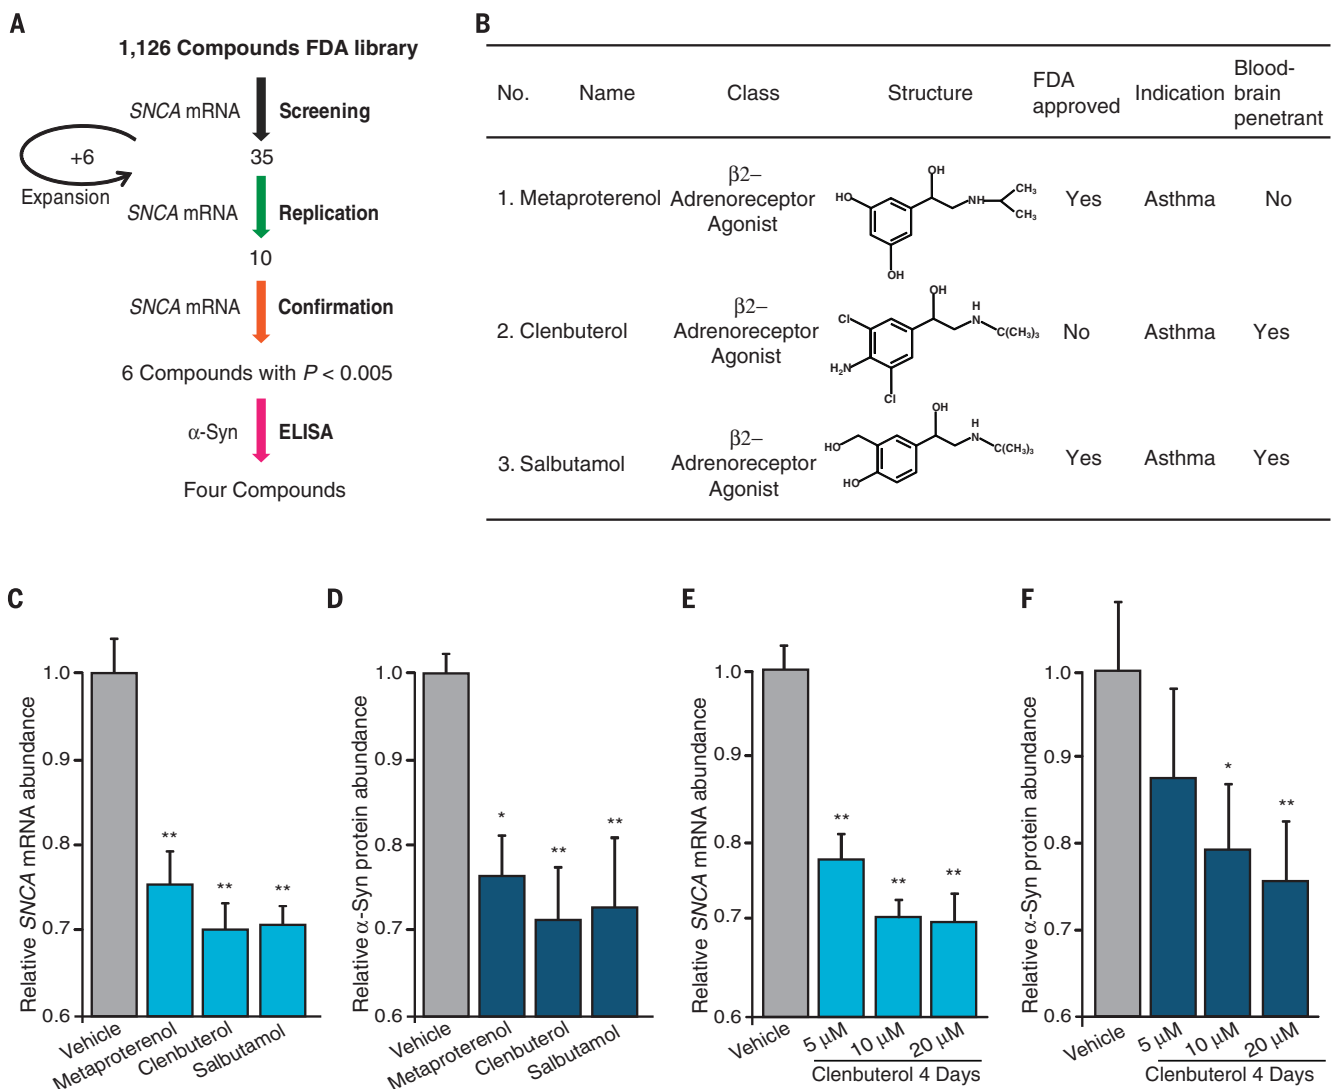 A
1,126 Compounds FDA library
SNCA mRNA Screening
+6
35
Expansion
SNCA mRNA Replication
10
SNCA mRNA Confirmation
6 Compounds with P < 0.005
α-Syn ELISA
Four Compounds
B
No. Name Class Structure FDA approved Indication Blood-brain penetrant
1. Metaproterenol β2–Adrenoreceptor Agonist Yes Asthma No
OH
HO
NH
CH3
CH3
OH
2. Clenbuterol β2–Adrenoreceptor Agonist No Asthma Yes
OH
Cl
H
N
C(CH3)3
H2N
Cl
3. Salbutamol β2–Adrenoreceptor Agonist Yes Asthma Yes
OH
HO
H
N
C(CH3)3
HO
C
Relative SNCA mRNA abundance
1.0
0.9
0.8
0.7
0.6
**
**
**
Vehicle
Metaproterenol
Clenbuterol
Salbutamol
D
Relative α-Syn protein abundance
1.0
0.9
0.8
0.7
0.6
*
**
**
Vehicle
Metaproterenol
Clenbuterol
Salbutamol
E
Relative SNCA mRNA abundance
1.0
0.9
0.8
0.7
0.6
**
**
**
Vehicle
5 μM
10 μM
20 μM
Clenbuterol 4 Days
F
Relative α-Syn protein abundance
1.0
0.9
0.8
0.7
0.6
*
**
Vehicle
5 μM
10 μM
20 μM
Clenbuterol 4 Days